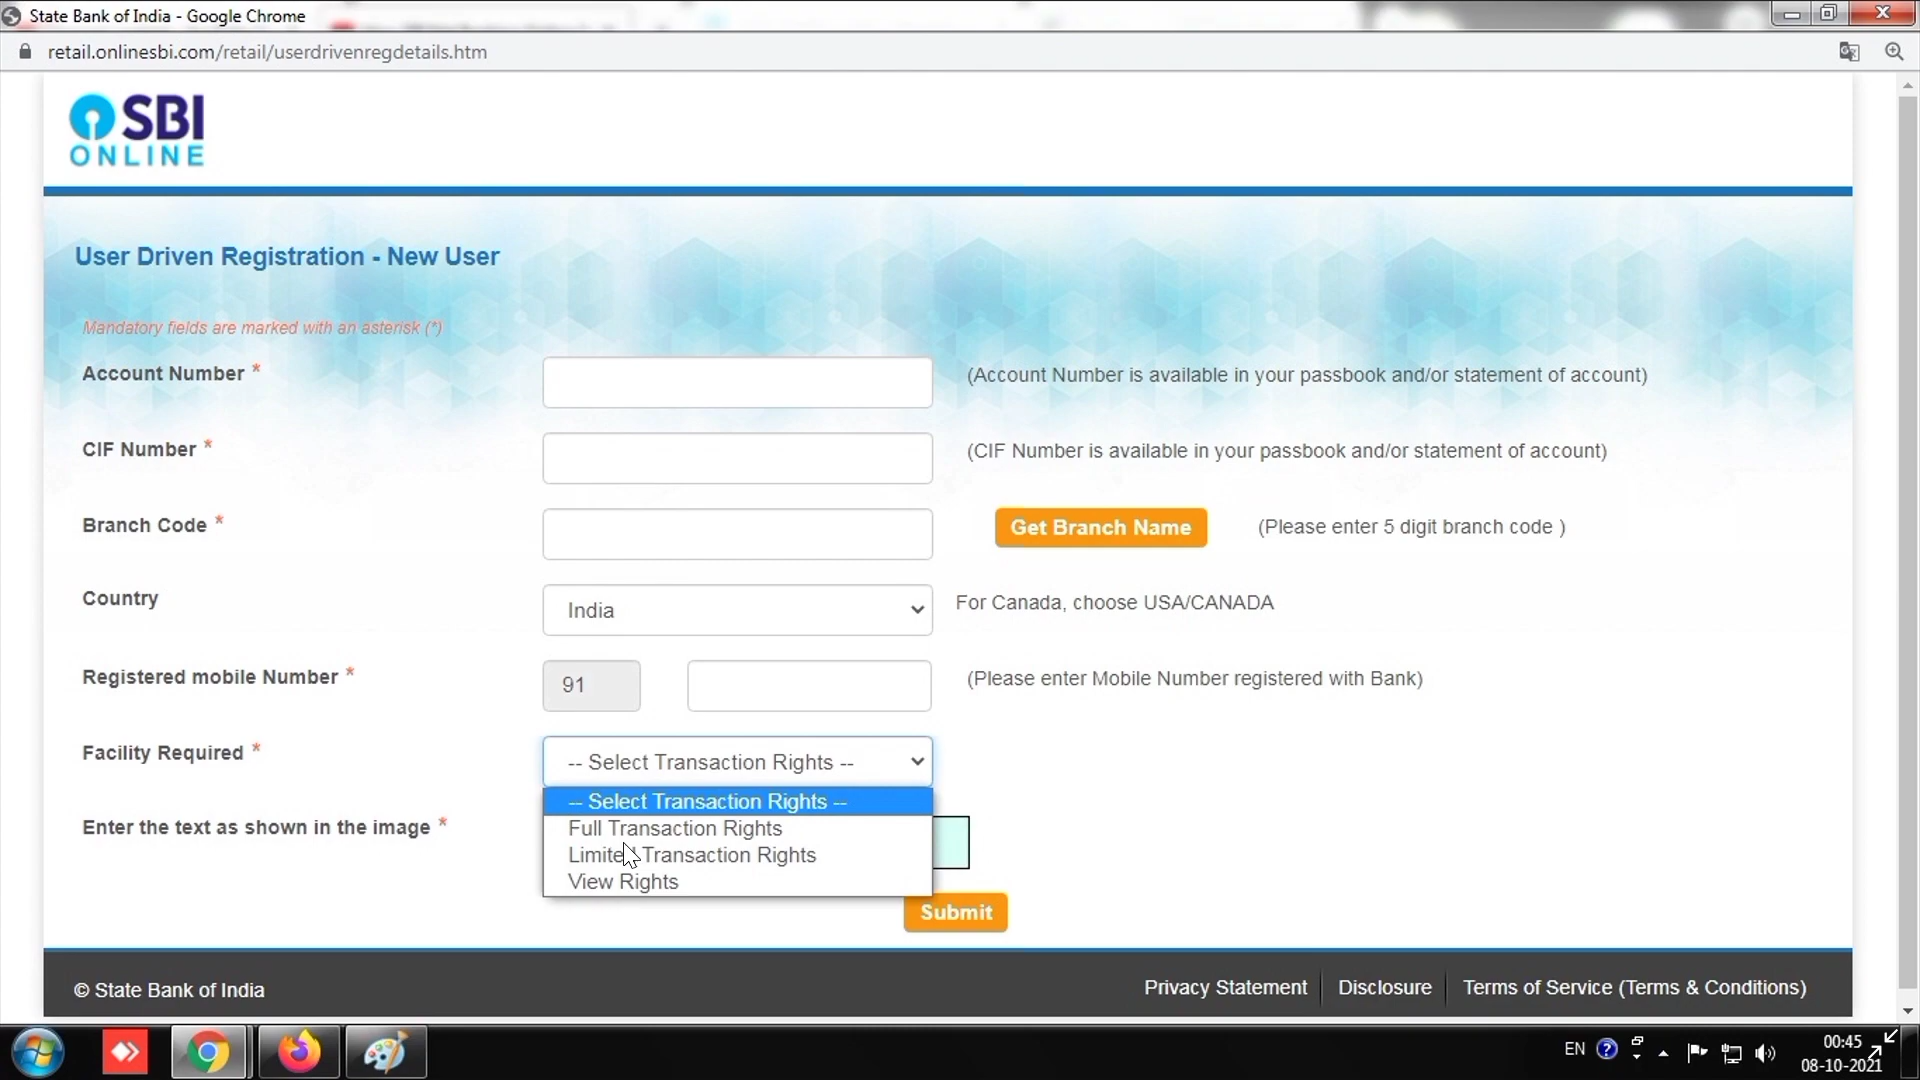 State Bank of India - Google Chrome
retail.onlinesbi.com/retail/userdrivenregdetails.htm
SBI
ONLINE
User Driven Registration - New User
Mandatory fields are marked with an asterisk (*)
Account Number *
(Account Number is available in your passbook and/or statement of account)
CIF Number *
(CIF Number is available in your passbook and/or statement of account)
Branch Code *
Get Branch Name
(Please enter 5 digit branch code )
Country
India
For Canada, choose USA/CANADA
Registered mobile Number *
91
(Please enter Mobile Number registered with Bank)
Facility Required *
-- Select Transaction Rights --
-- Select Transaction Rights --
Full Transaction Rights
Limited Transaction Rights
View Rights
Enter the text as shown in the image *
Submit
© State Bank of India
Privacy Statement
Disclosure
Terms of Service (Terms & Conditions)
EN
00:45
08-10-2021